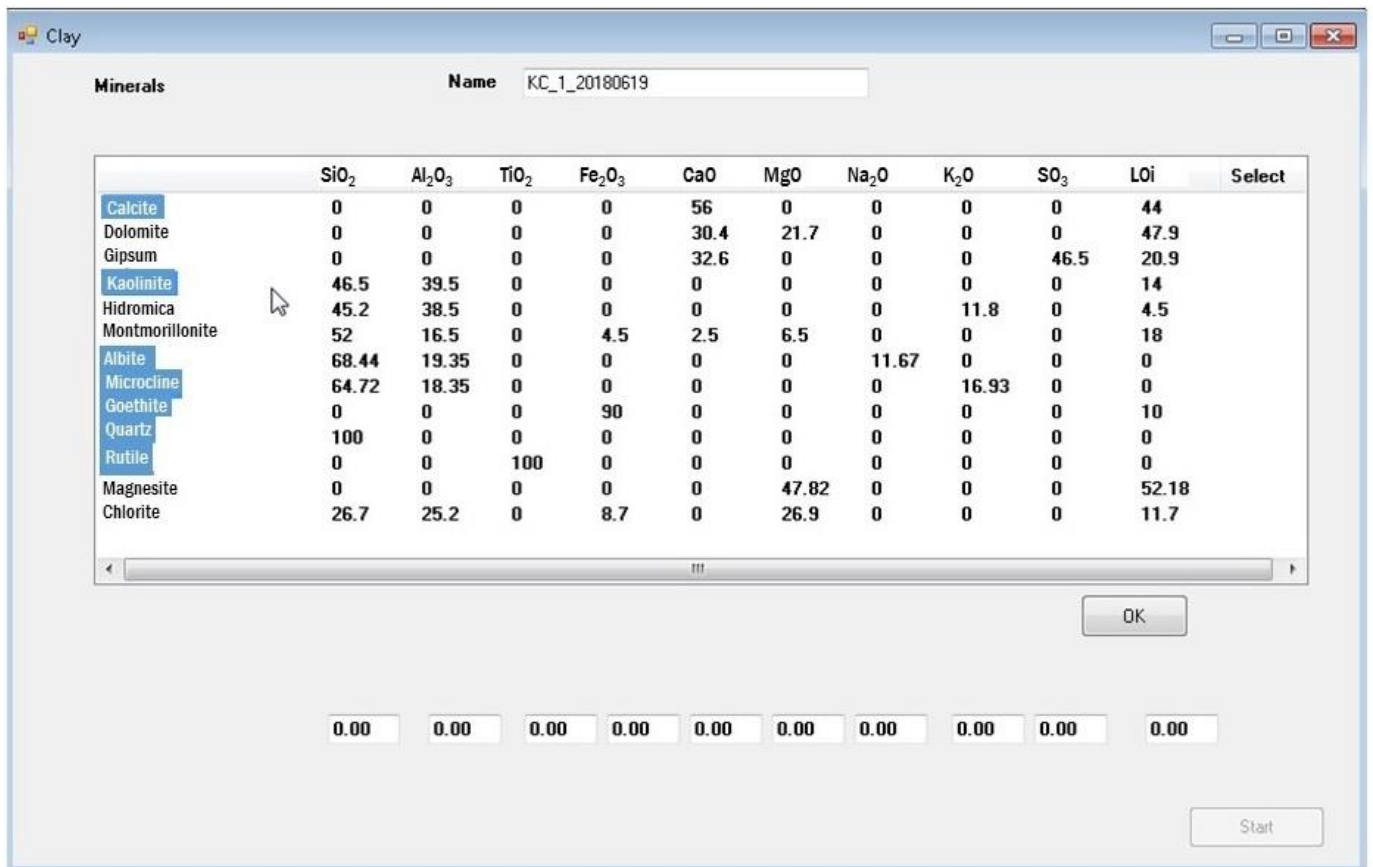 Clay
Minerals Name KC_1_20180619
SiO₂ Al₂O₃ TiO₂ Fe₂O₃ CaO MgO Na₂O K₂O SO₃ LOi Select
Calcite 0 0 0 0 56 0 0 0 0 44
Dolomite 0 0 0 0 30.4 21.7 0 0 0 47.9
Gipsum 0 0 0 0 32.6 0 0 0 46.5 20.9
Kaolinite 46.5 39.5 0 0 0 0 0 0 0 14
Hidromica 45.2 38.5 0 0 0 0 0 11.8 0 4.5
Montmorillonite 52 16.5 0 4.5 2.5 6.5 0 0 0 18
Albite 68.44 19.35 0 0 0 0 11.67 0 0 0
Microcline 64.72 18.35 0 0 0 0 0 16.93 0 0
Goethite 0 0 0 90 0 0 0 0 0 10
Quartz 100 0 0 0 0 0 0 0 0 0
Rutile 0 0 100 0 0 0 0 0 0 0
Magnesite 0 0 0 0 0 47.82 0 0 0 52.18
Chlorite 26.7 25.2 0 8.7 0 26.9 0 0 0 11.7
OK
0.00 0.00 0.00 0.00 0.00 0.00 0.00 0.00 0.00 0.00
Start